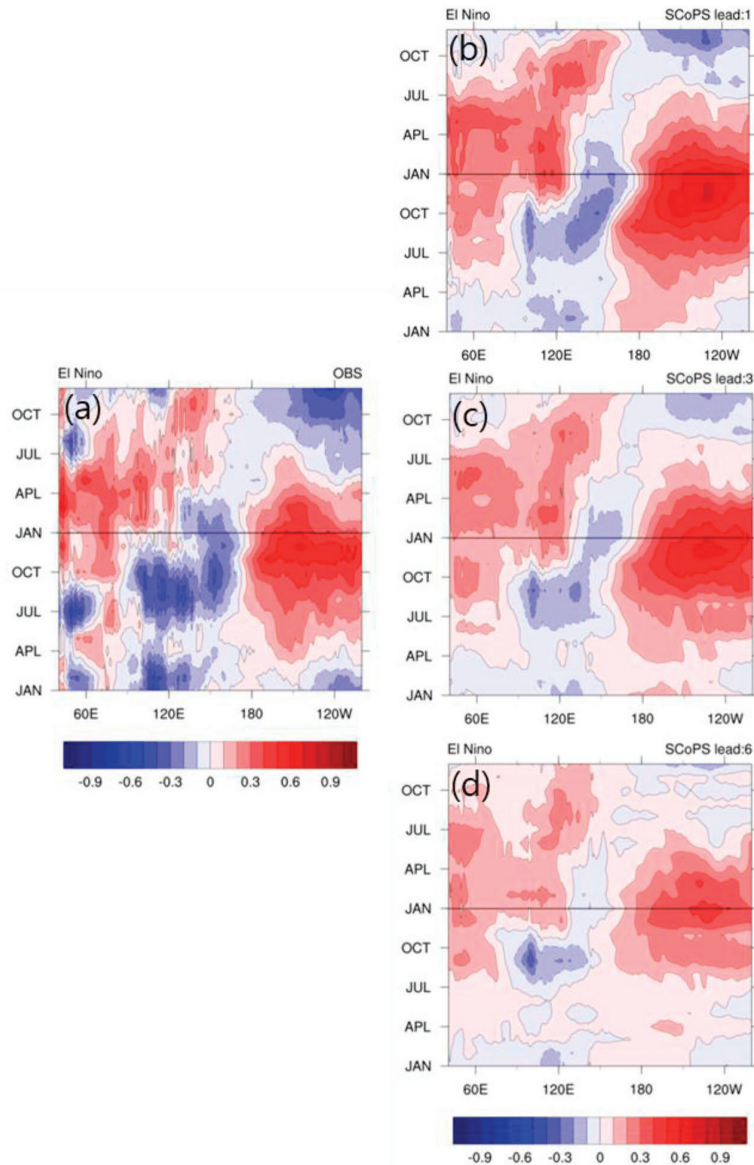 El Nino SCoPS lead:1
(b)
OCT
JUL
APL
JAN
OCT
JUL
APL
JAN
60E 120E 180 120W
El Nino OBS
(a)
OCT
JUL
APL
JAN
OCT
JUL
APL
JAN
60E 120E 180 120W
-0.9 -0.6 -0.3 0 0.3 0.6 0.9
El Nino SCoPS lead:3
(c)
OCT
JUL
APL
JAN
OCT
JUL
APL
JAN
60E 120E 180 120W
El Nino SCoPS lead:6
(d)
OCT
JUL
APL
JAN
OCT
JUL
APL
JAN
60E 120E 180 120W
-0.9 -0.6 -0.3 0 0.3 0.6 0.9